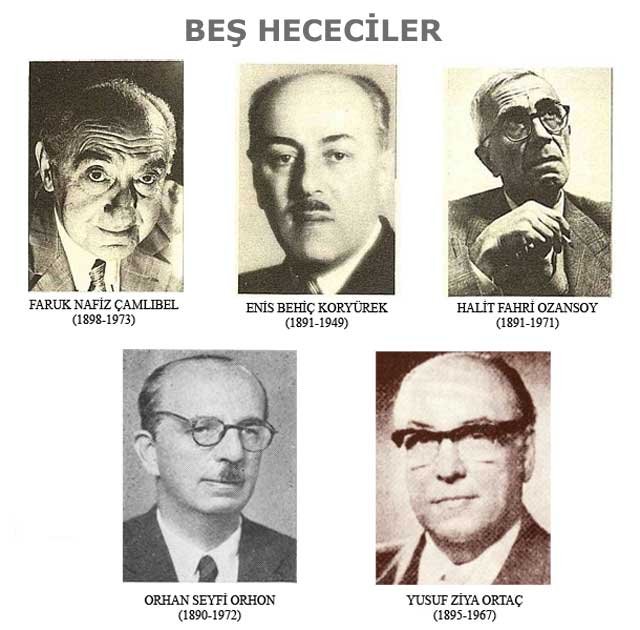 BEŞ HECECİLER
FARUK NAFİZ ÇAMLIBEL
(1898-1973)
ENİS BEHİÇ KORYÜREK
(1891-1949)
HALİT FAHRİ OZANSOY
(1891-1971)
ORHAN SEYFİ ORHON
(1890-1972)
YUSUF ZİYA ORTAÇ
(1895-1967)